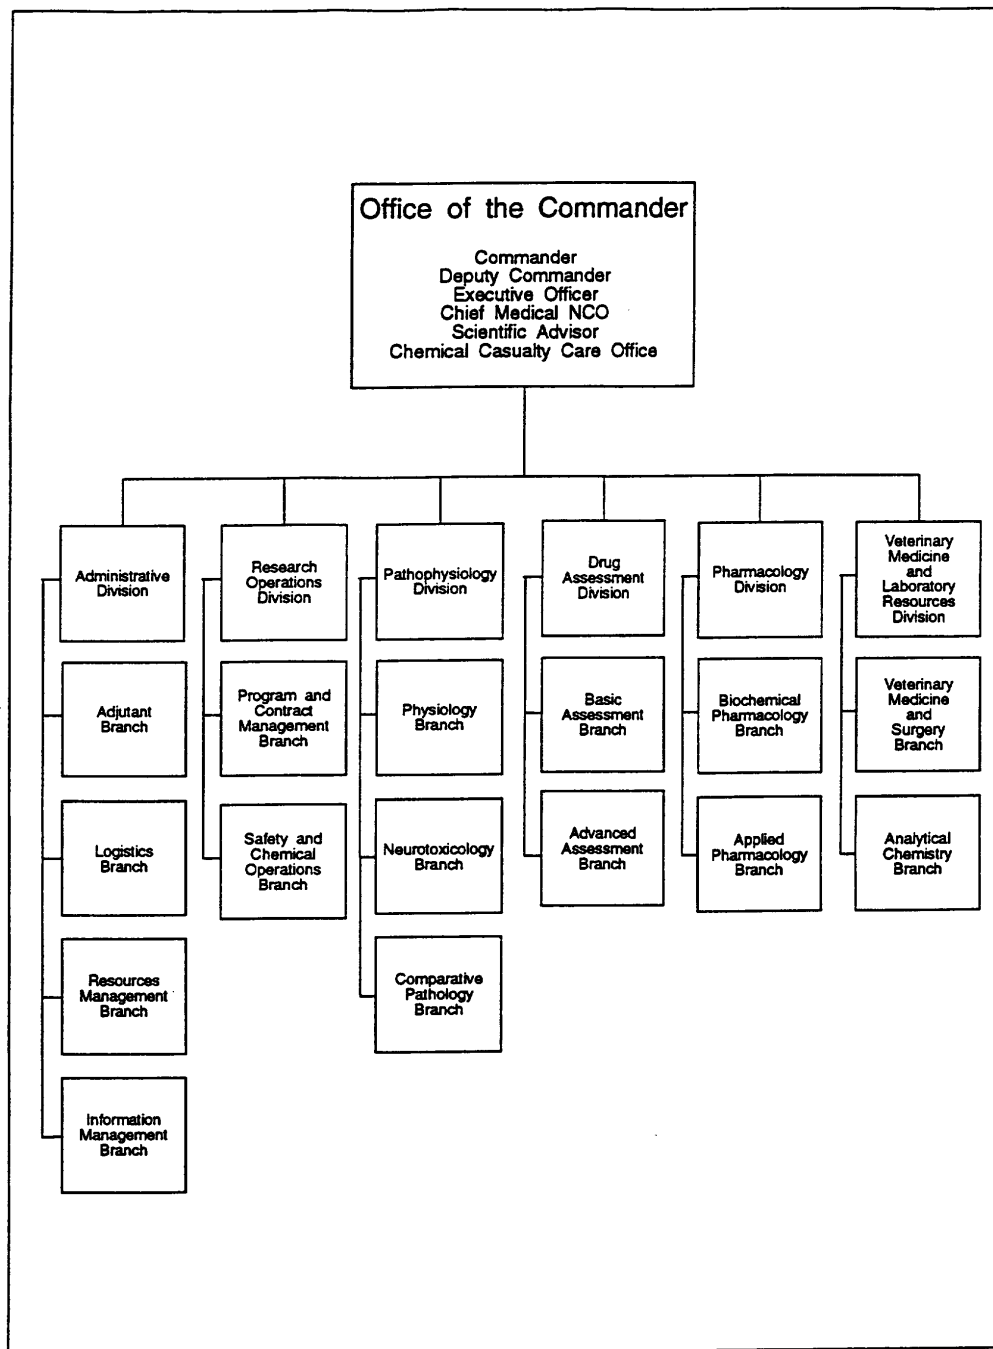 Office of the Commander
Commander
Deputy Commander
Executive Officer
Chief Medical NCO
Scientific Advisor
Chemical Casualty Care Office
Administrative
Division
Research
Operations
Division
Pathophysiology
Division
Drug
Assessment
Division
Pharmacology
Division
Veterinary
Medicine
and
Laboratory
Resources
Division
Adjutant
Branch
Program and
Contract
Management
Branch
Physiology
Branch
Basic
Assessment
Branch
Biochemical
Pharmacology
Branch
Veterinary
Medicine
and
Surgery
Branch
Logistics
Branch
Safety and
Chemical
Operations
Branch
Neurotoxicology
Branch
Advanced
Assessment
Branch
Applied
Pharmacology
Branch
Analytical
Chemistry
Branch
Resources
Management
Branch
Comparative
Pathology
Branch
Information
Management
Branch